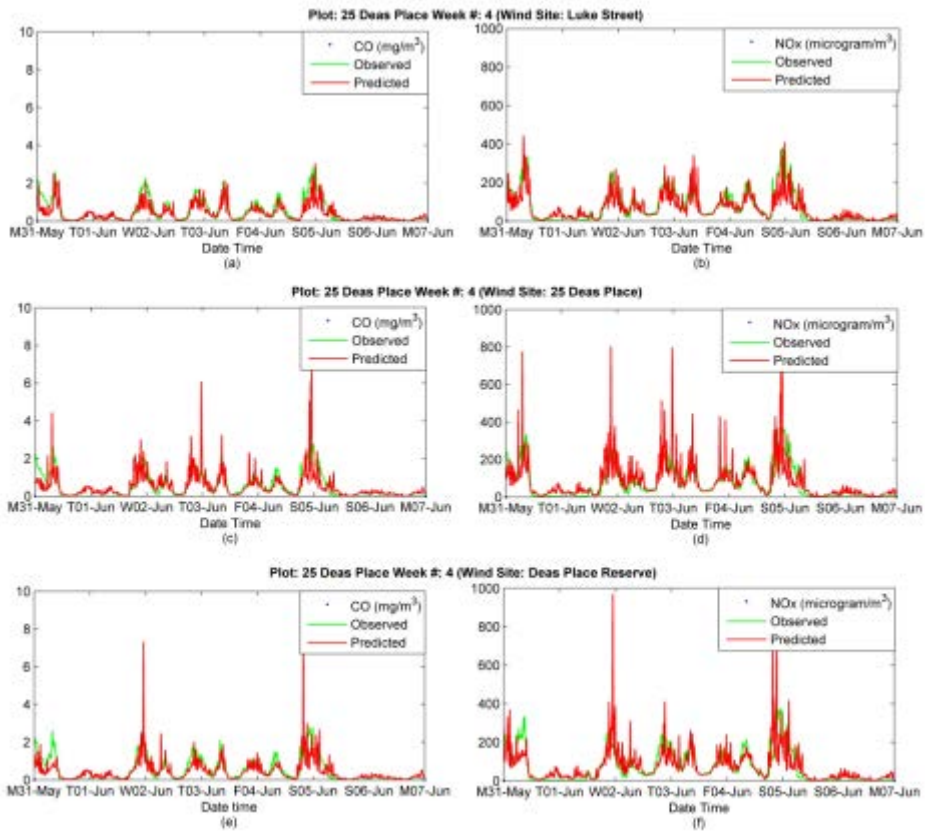 Plot: 25 Deas Place Week #: 4 (Wind Site: Luke Street)
10
8
6
4
2
0
CO (mg/m³)
Observed
Predicted
M31-May T01-Jun W02-Jun T03-Jun F04-Jun S05-Jun S06-Jun M07-Jun
Date Time
(a)
1000
800
600
400
200
0
NOx (microgram/m³)
Observed
Predicted
M31-May T01-Jun W02-Jun T03-Jun F04-Jun S05-Jun S06-Jun M07-Jun
Date Time
(b)
Plot: 25 Deas Place Week #: 4 (Wind Site: 25 Deas Place)
10
8
6
4
2
0
CO (mg/m³)
Observed
Predicted
M31-May T01-Jun W02-Jun T03-Jun F04-Jun S05-Jun S06-Jun M07-Jun
Date Time
(c)
1000
800
600
400
200
0
NOx (microgram/m³)
Observed
Predicted
M31-May T01-Jun W02-Jun T03-Jun F04-Jun S05-Jun S06-Jun M07-Jun
Date Time
(d)
Plot: 25 Deas Place Week #: 4 (Wind Site: Deas Place Reserve)
10
8
6
4
2
0
CO (mg/m³)
Observed
Predicted
M31-May T01-Jun W02-Jun T03-Jun F04-Jun S05-Jun S06-Jun M07-Jun
Date time
(e)
1000
800
600
400
200
0
NOx (microgram/m³)
Observed
Predicted
M31-May T01-Jun W02-Jun T03-Jun F04-Jun S05-Jun S06-Jun M07-Jun
Date Time
(f)